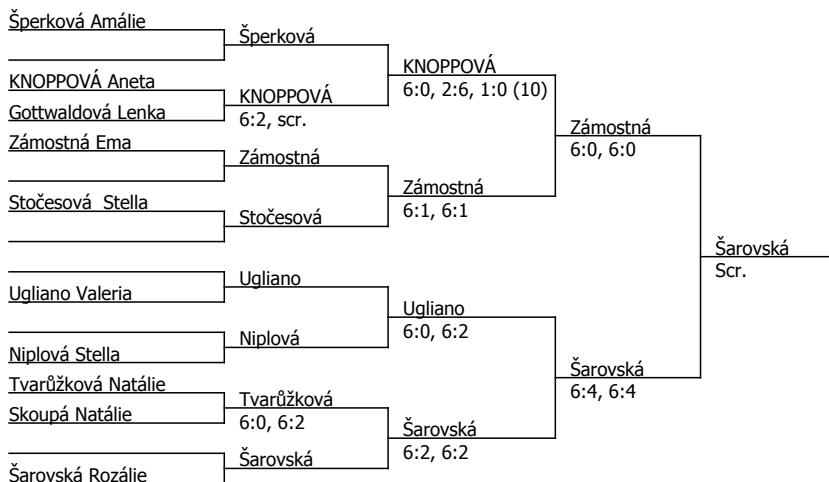 Šperková Amálie
Šperková
KNOPPOVÁ
6:0, 2:6, 1:0 (10)
KNOPPOVÁ Aneta
KNOPPOVÁ
6:2, scr.
Gottwaldová Lenka
Zámostná
6:0, 6:0
Zámostná Ema
Zámostná
Zámostná
6:1, 6:1
Stočesová  Stella
Stočesová
Šarovská
Scr.
Ugliano
Ugliano Valeria
Ugliano
6:0, 6:2
Niplová
Niplová Stella
Šarovská
6:4, 6:4
Tvarůžková Natálie
Tvarůžková
6:0, 6:2
Skoupá Natálie
Šarovská
6:2, 6:2
Šarovská
Šarovská Rozálie